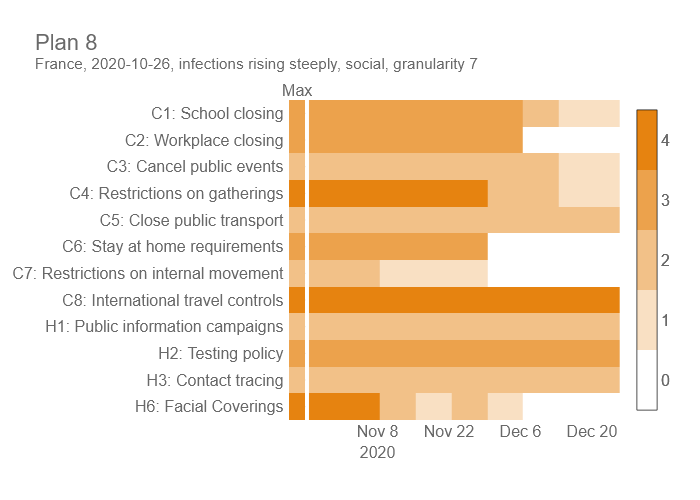 Plan 8
France, 2020-10-26, infections rising steeply, social, granularity 7
Max
C1: School closing
C2: Workplace closing
C3: Cancel public events
C4: Restrictions on gatherings
C5: Close public transport
C6: Stay at home requirements
C7: Restrictions on internal movement
C8: International travel controls
H1: Public information campaigns
H2: Testing policy
H3: Contact tracing
H6: Facial Coverings
Nov 8 Nov 22 Dec 6 Dec 20
2020
4
3
2
1
0